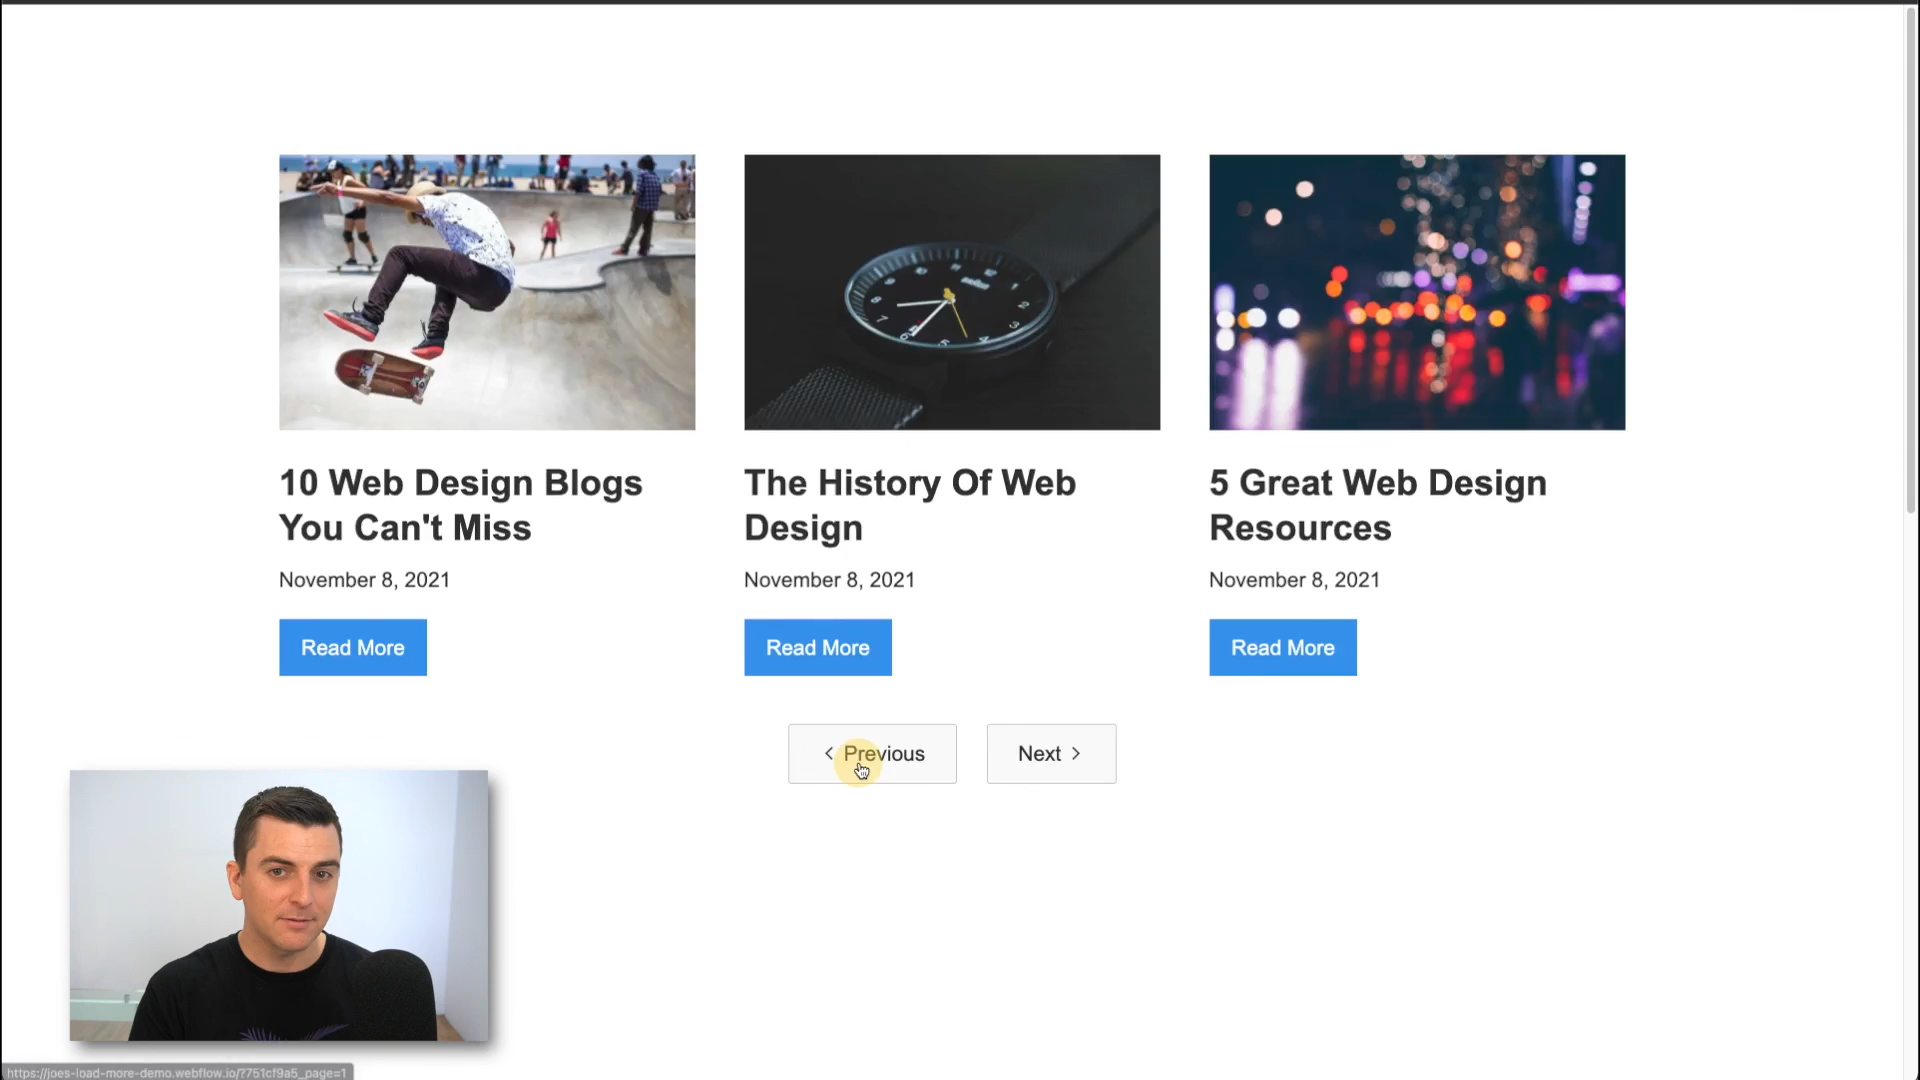 10 Web Design Blogs
You Can't Miss
November 8, 2021
Read More
The History Of Web
Design
November 8, 2021
Read More
5 Great Web Design
Resources
November 8, 2021
Read More
Previous
Next
https://joes-load-more-demo.webflow.io/?751cf9a5_page=1